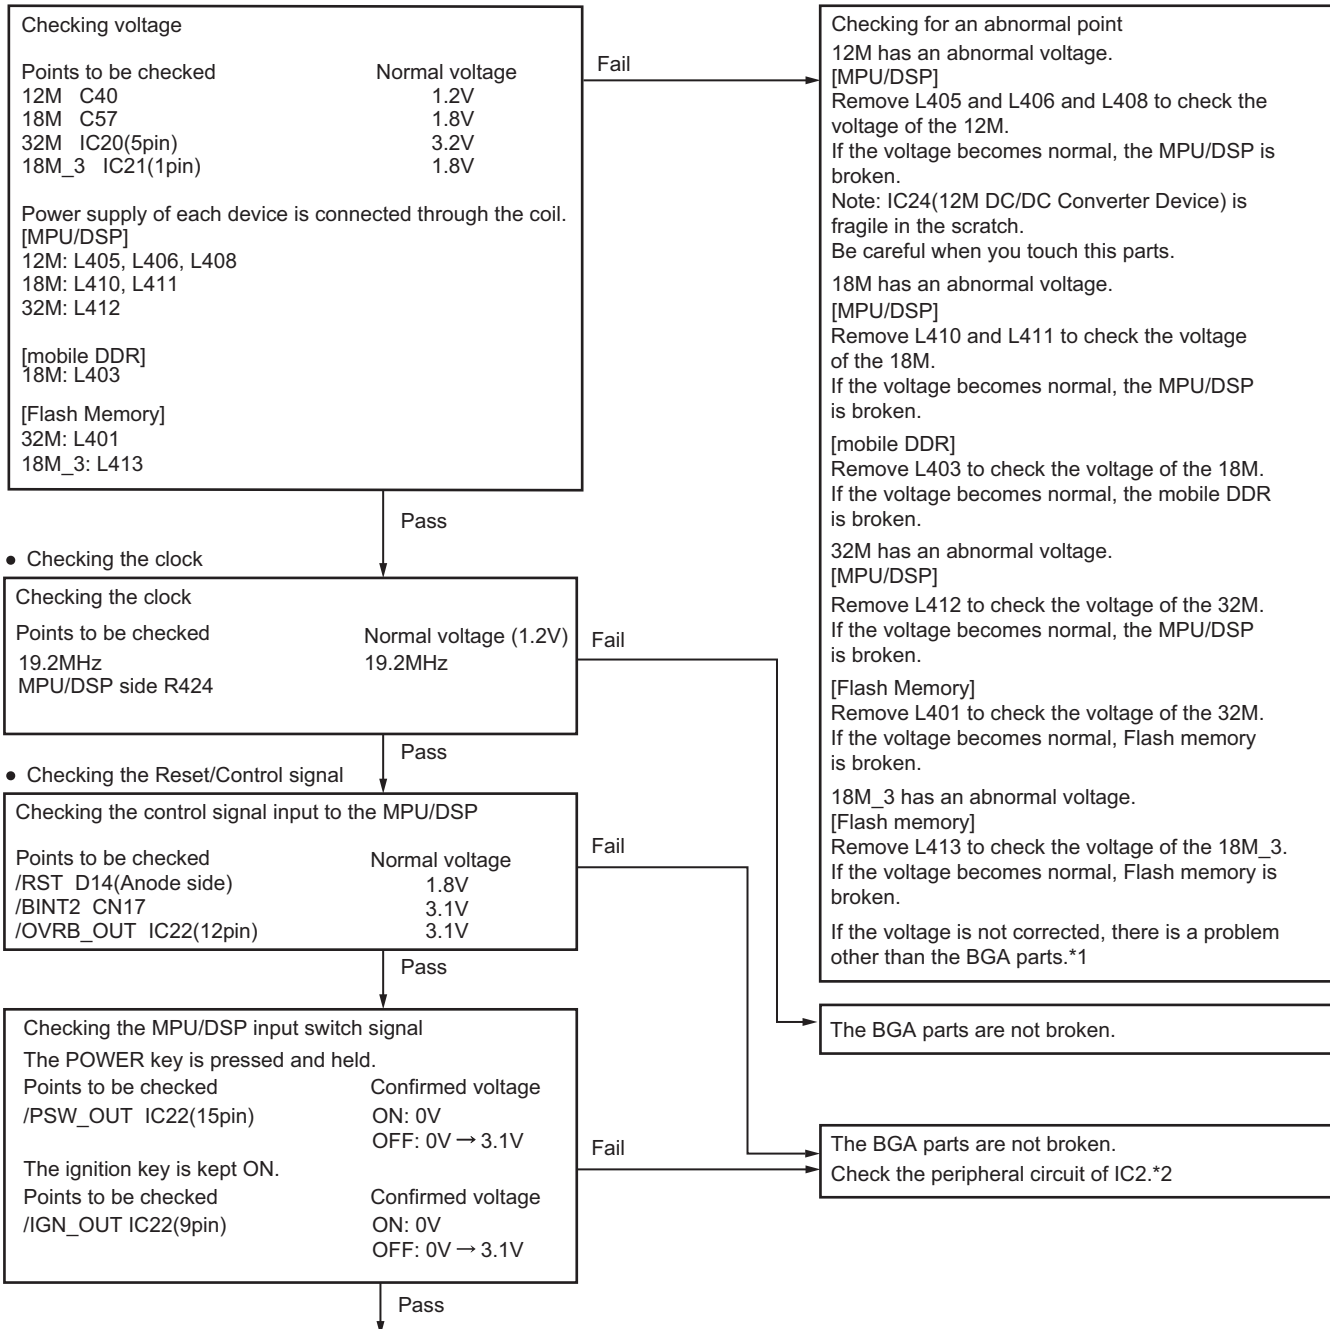 Checking voltage
Points to be checked Normal voltage
12M C40 1.2V
18M C57 1.8V
32M IC20(5pin) 3.2V
18M_3 IC21(1pin) 1.8V
Power supply of each device is connected through the coil.
[MPU/DSP]
12M: L405, L406, L408
18M: L410, L411
32M: L412
[mobile DDR]
18M: L403
[Flash Memory]
32M: L401
18M_3: L413
Fail
Checking for an abnormal point
12M has an abnormal voltage.
[MPU/DSP]
Remove L405 and L406 and L408 to check the
voltage of the 12M.
If the voltage becomes normal, the MPU/DSP is
broken.
Note: IC24(12M DC/DC Converter Device) is
fragile in the scratch.
Be careful when you touch this parts.
18M has an abnormal voltage.
[MPU/DSP]
Remove L410 and L411 to check the voltage
of the 18M.
If the voltage becomes normal, the MPU/DSP
is broken.
[mobile DDR]
Remove L403 to check the voltage of the 18M.
If the voltage becomes normal, the mobile DDR
is broken.
32M has an abnormal voltage.
[MPU/DSP]
Remove L412 to check the voltage of the 32M.
If the voltage becomes normal, the MPU/DSP
is broken.
[Flash Memory]
Remove L401 to check the voltage of the 32M.
If the voltage becomes normal, Flash memory
is broken.
18M_3 has an abnormal voltage.
[Flash memory]
Remove L413 to check the voltage of the 18M_3.
If the voltage becomes normal, Flash memory is
broken.
If the voltage is not corrected, there is a problem
other than the BGA parts.*1
Pass
● Checking the clock
Checking the clock
Points to be checked Normal voltage (1.2V)
19.2MHz 19.2MHz
MPU/DSP side R424
Fail
The BGA parts are not broken.
Pass
● Checking the Reset/Control signal
Checking the control signal input to the MPU/DSP
Points to be checked Normal voltage
/RST D14(Anode side) 1.8V
/BINT2 CN17 3.1V
/OVRB_OUT IC22(12pin) 3.1V
Fail
Pass
Checking the MPU/DSP input switch signal
The POWER key is pressed and held.
Points to be checked Confirmed voltage
/PSW_OUT IC22(15pin) ON: 0V
OFF: 0V → 3.1V
The ignition key is kept ON.
Points to be checked Confirmed voltage
/IGN_OUT IC22(9pin) ON: 0V
OFF: 0V → 3.1V
Fail
The BGA parts are not broken.
Check the peripheral circuit of IC2.*2
Pass